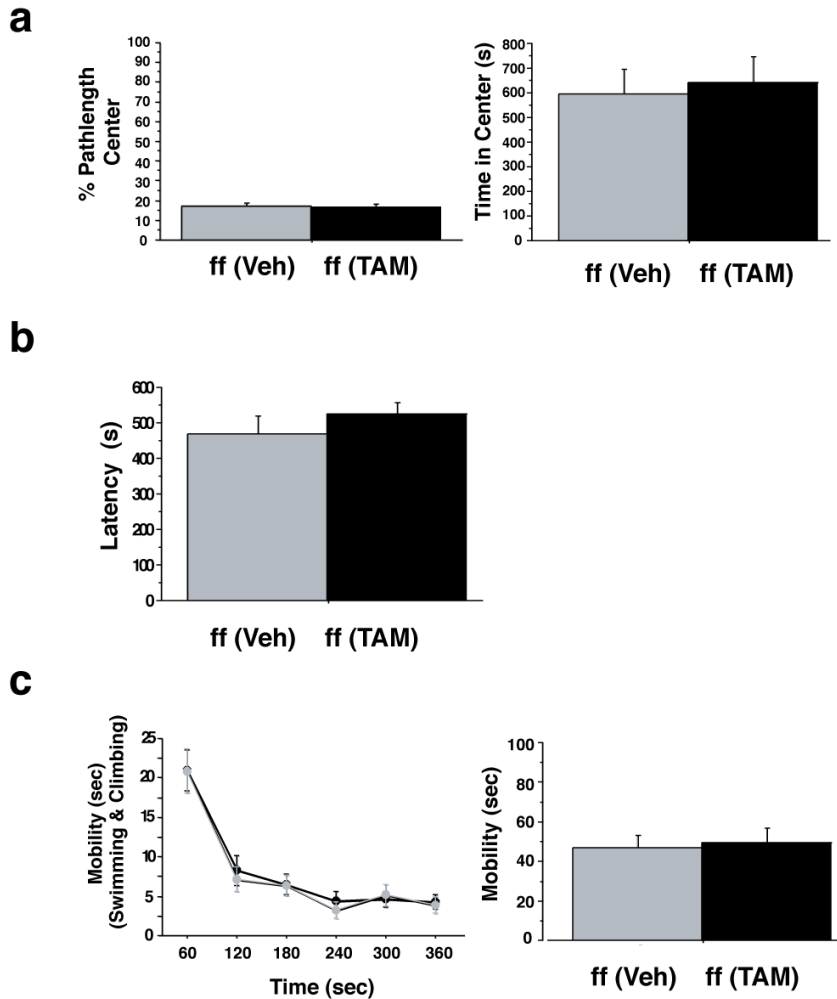 a
% Pathlength
Center
100
90
80
70
60
50
40
30
20
10
0
ff (Veh) ff (TAM)
Time in Center (s)
800
700
600
500
400
300
200
100
0
ff (Veh) ff (TAM)
b
Latency (s)
600
500
400
300
200
100
0
ff (Veh) ff (TAM)
c
Mobility (sec)
(Swimming & Climbing)
25
20
15
10
5
0
60 120 180 240 300 360
Time (sec)
Mobility (sec)
100
80
60
40
20
0
ff (Veh) ff (TAM)